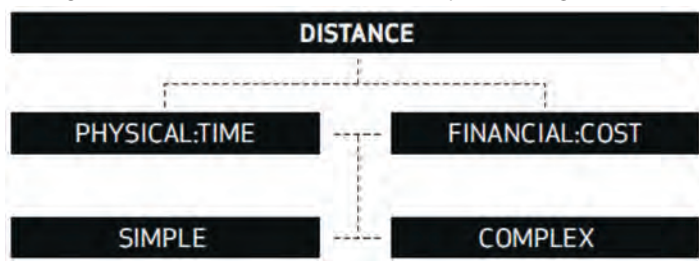 DISTANCE
PHYSICAL:TIME
FINANCIAL:COST
SIMPLE
COMPLEX